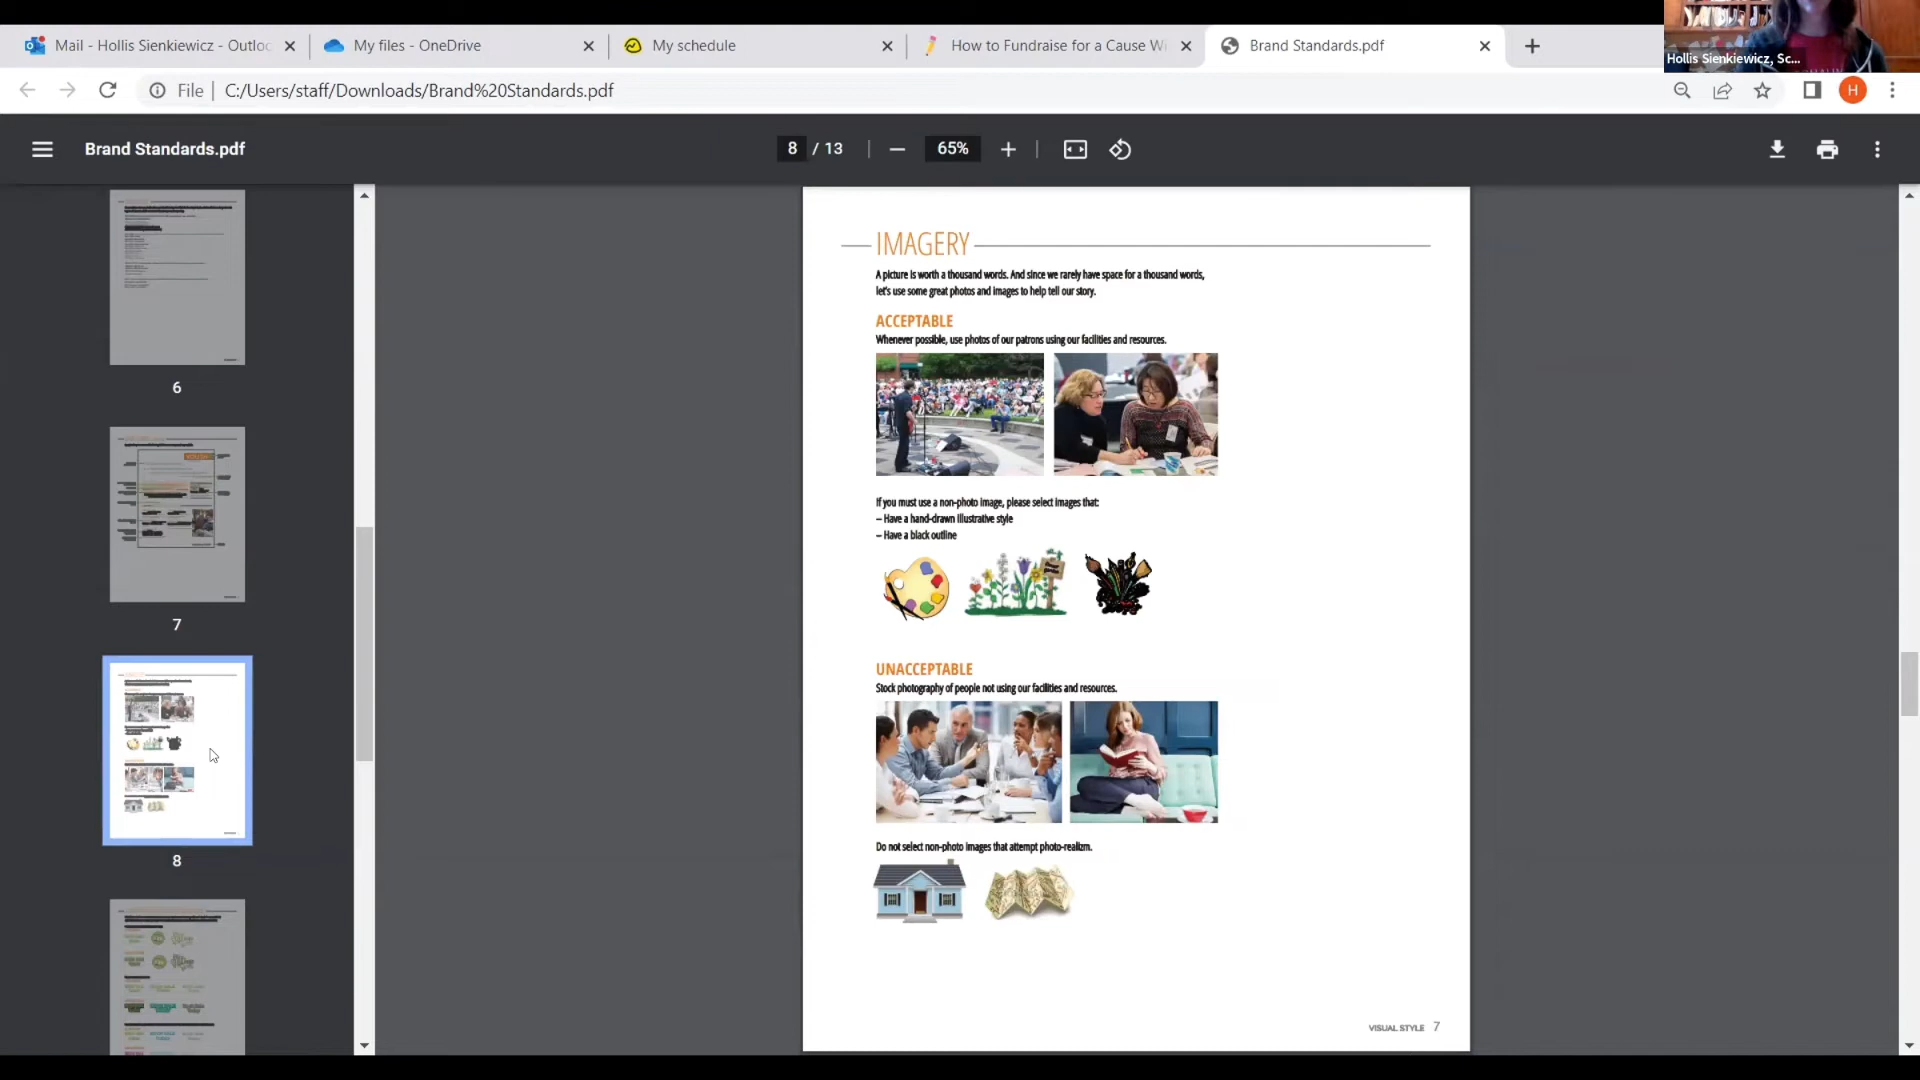 Mail - Hollis Sienkiewicz - Outloc
My files - OneDrive
My schedule
How to Fundraise for a Cause Wi
Brand Standards.pdf
Hollis Sienkiewicz, Sc...
File
C:/Users/staff/Downloads/Brand%20Standards.pdf
H
Brand Standards.pdf
8 / 13
65%
6
7
8
IMAGERY
A picture is worth a thousand words. And since we rarely have space for a thousand words,
let's use some great photos and images to help tell our story.
ACCEPTABLE
Whenever possible, use photos of our patrons using our facilities and resources.
If you must use a non-photo image, please select images that:
– Have a hand-drawn illustrative style
– Have a black outline
UNACCEPTABLE
Stock photography of people not using our facilities and resources.
Do not select non-photo images that attempt photo-realizm.
VISUAL STYLE 7